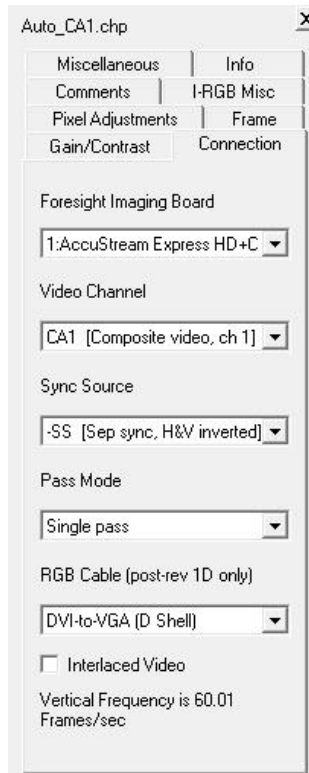 Auto_CA1.chp
Miscellaneous Info
Comments I-RGB Misc
Pixel Adjustments Frame
Gain/Contrast Connection
Foresight Imaging Board
1:AccuStream Express HD+C
Video Channel
CA1 [Composite video, ch 1]
Sync Source
-SS [Sep sync, H&V inverted]
Pass Mode
Single pass
RGB Cable (post-rev 1D only)
DVI-to-VGA (D Shell)
Interlaced Video
Vertical Frequency is 60.01
Frames/sec